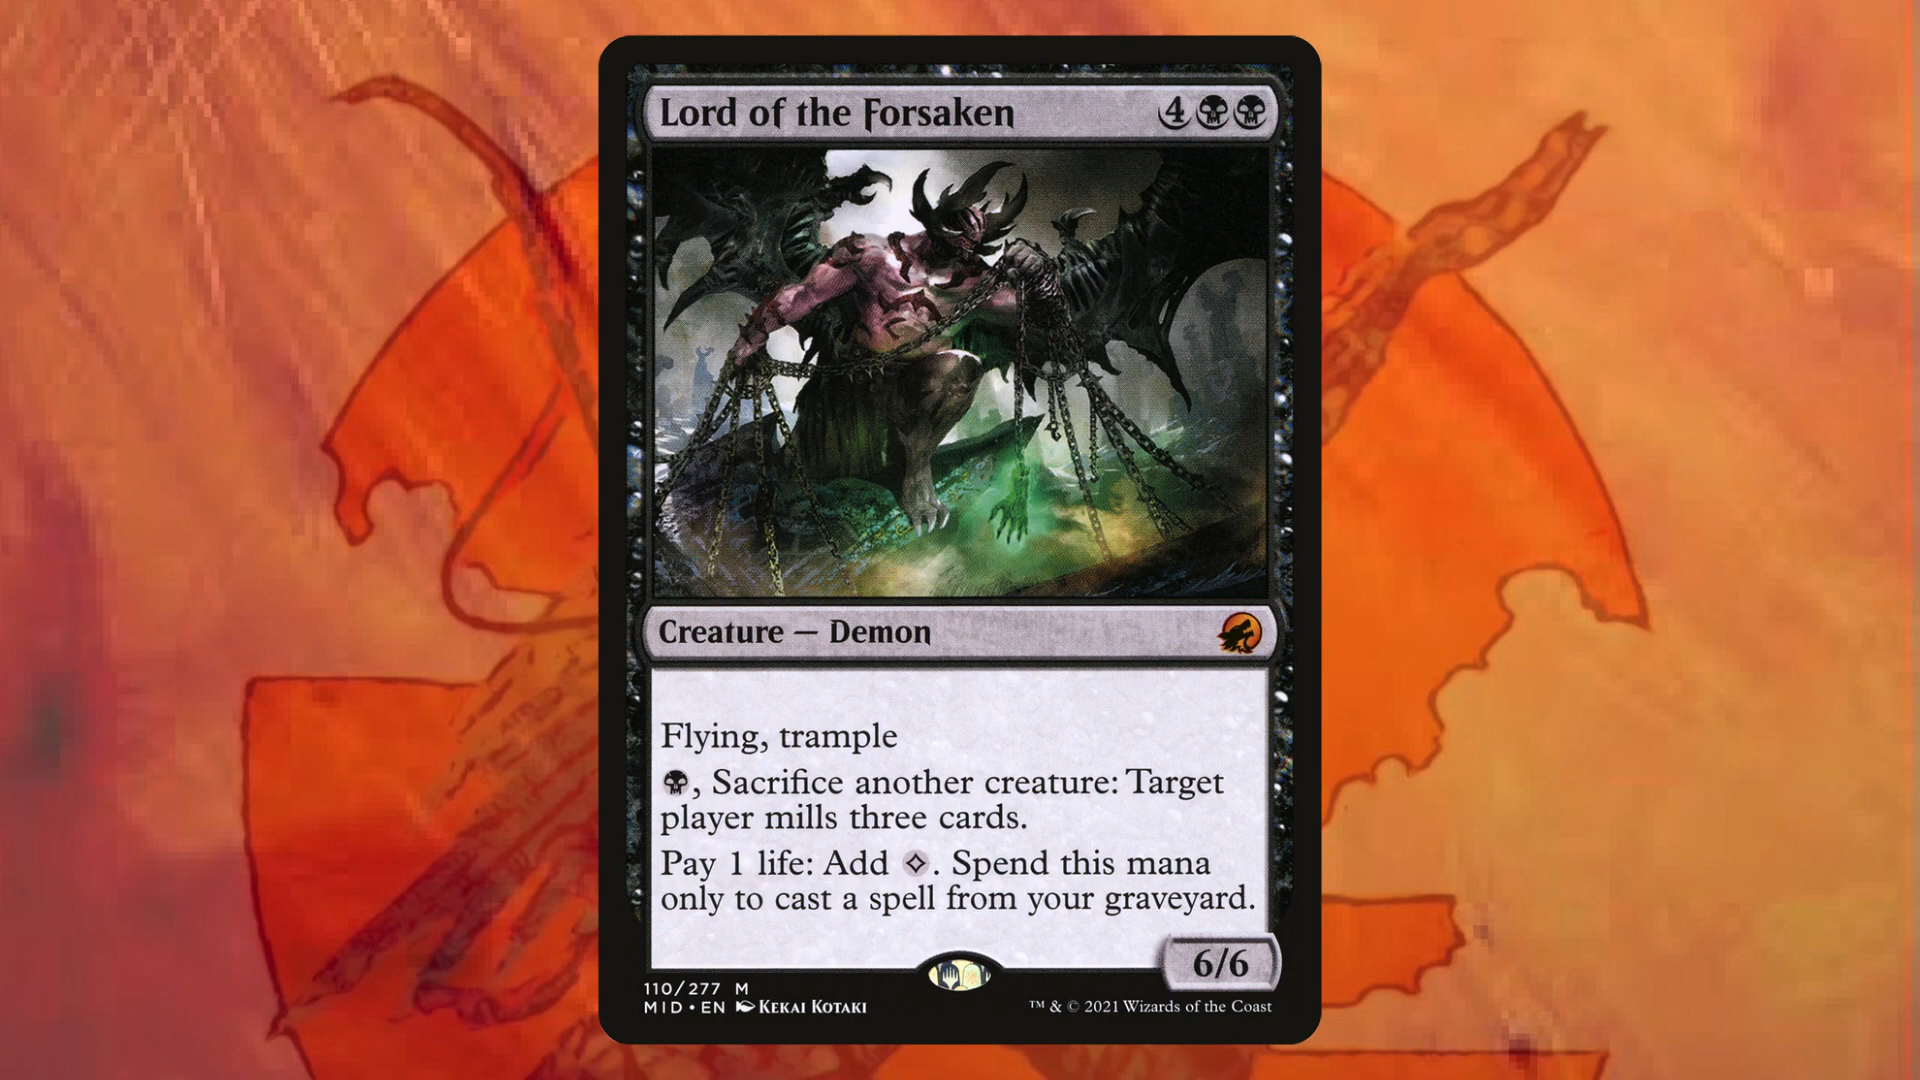 Lord of the Forsaken 4
Creature — Demon
Flying, trample
, Sacrifice another creature: Target
player mills three cards.
Pay 1 life: Add . Spend this mana
only to cast a spell from your graveyard.
6/6
110/277 M
MID • EN KEKAI KOTAKI
™ & © 2021 Wizards of the Coast